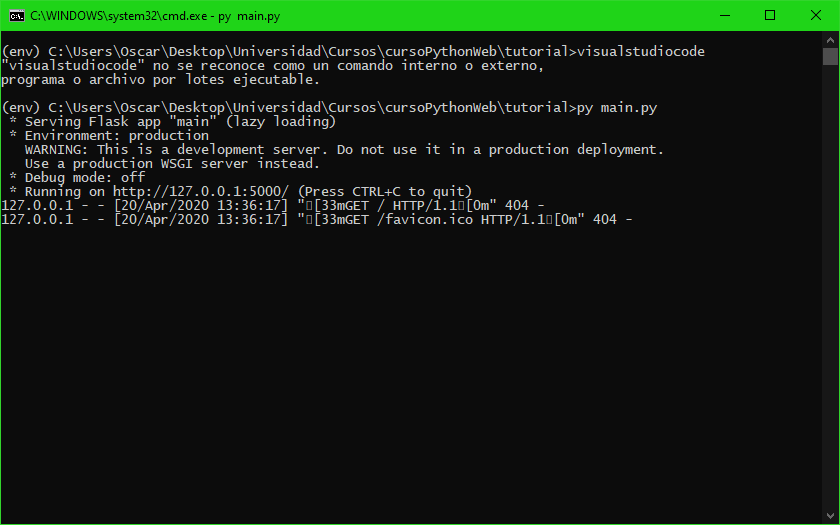 C:\WINDOWS\system32\cmd.exe - py  main.py
(env) C:\Users\Oscar\Desktop\Universidad\Cursos\cursoPythonWeb\tutorial>visualstudiocode
"visualstudiocode" no se reconoce como un comando interno o externo,
programa o archivo por lotes ejecutable.
(env) C:\Users\Oscar\Desktop\Universidad\Cursos\cursoPythonWeb\tutorial>py main.py
 * Serving Flask app "main" (lazy loading)
 * Environment: production
   WARNING: This is a development server. Do not use it in a production deployment.
   Use a production WSGI server instead.
 * Debug mode: off
 * Running on http://127.0.0.1:5000/ (Press CTRL+C to quit)
127.0.0.1 - - [20/Apr/2020 13:36:17] "▯[33mGET / HTTP/1.1▯[0m" 404 -
127.0.0.1 - - [20/Apr/2020 13:36:17] "▯[33mGET /favicon.ico HTTP/1.1▯[0m" 404 -